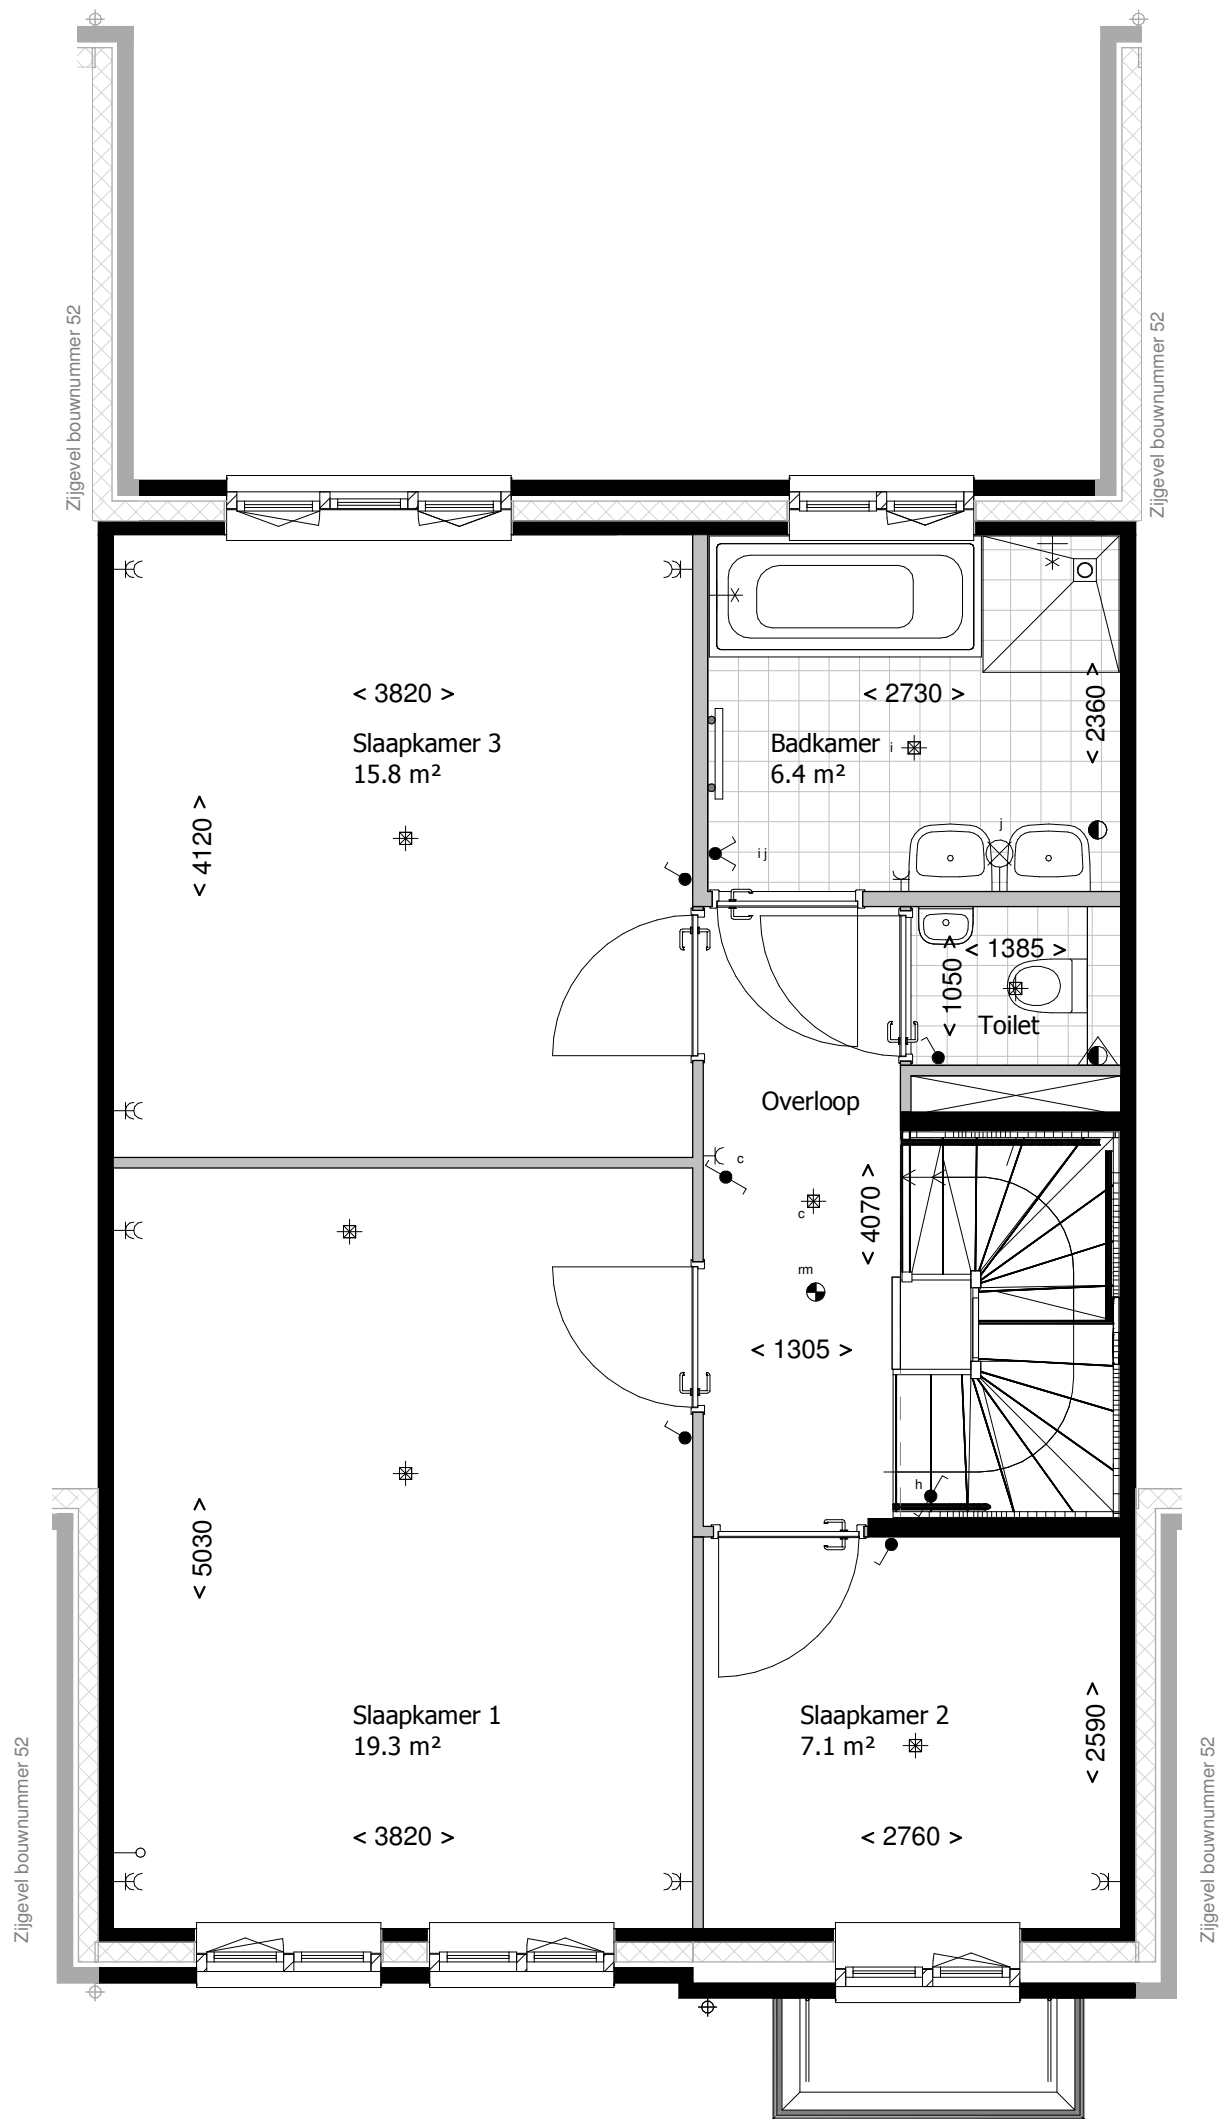 Zijgevel bouwnummer 52
Zijgevel bouwnummer 52
< 3820 >
< 2730 >
< 2360 >
Slaapkamer 3
15.8 m²
Badkamer
i
6.4 m²
< 4120 >
j
i j
< 1385 >
< 1050 >
Toilet
Overloop
c
< 4070 >
c
rm
< 1305 >
h
< 5030 >
Slaapkamer 1
19.3 m²
Slaapkamer 2
7.1 m²
< 2590 >
< 3820 >
< 2760 >
Zijgevel bouwnummer 52
Zijgevel bouwnummer 52